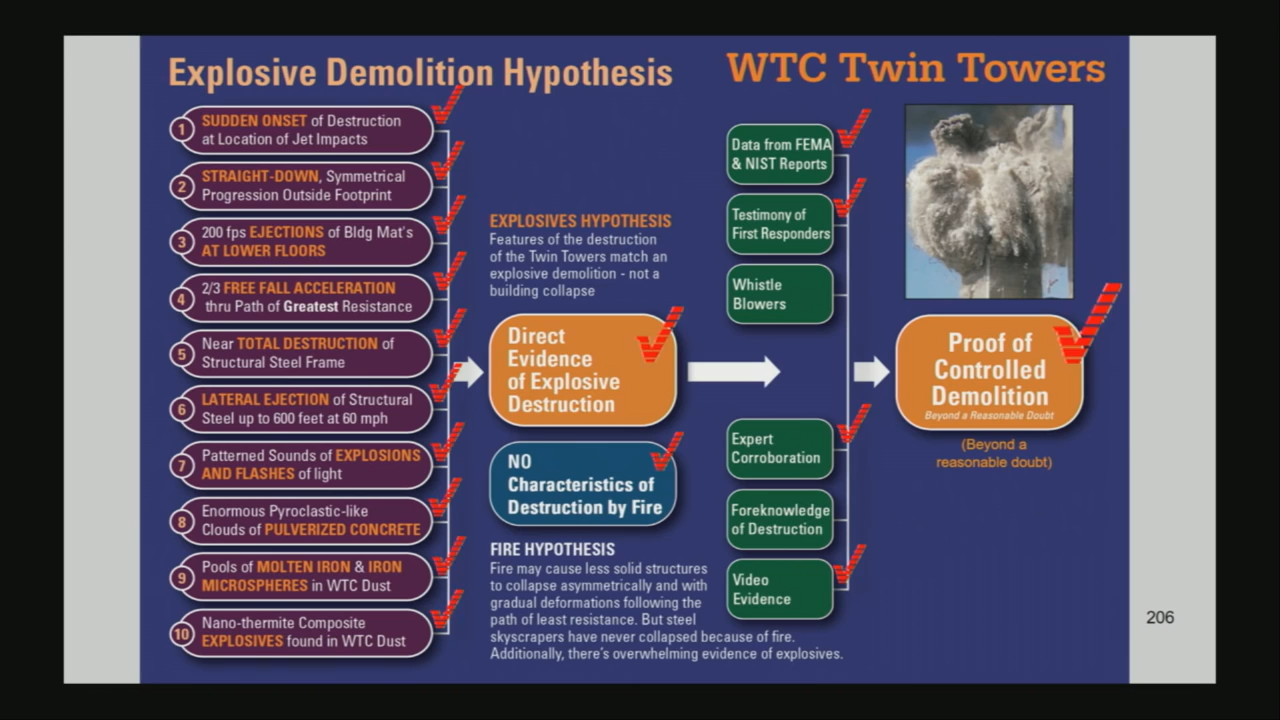 Explosive Demolition Hypothesis
1 SUDDEN ONSET of Destruction
at Location of Jet Impacts
2 STRAIGHT-DOWN, Symmetrical
Progression Outside Footprint
3 200 fps EJECTIONS of Bldg Mat's
AT LOWER FLOORS
4 2/3 FREE FALL ACCELERATION
thru Path of Greatest Resistance
5 Near TOTAL DESTRUCTION of
Structural Steel Frame
6 LATERAL EJECTION of Structural
Steel up to 600 feet at 60 mph
7 Patterned Sounds of EXPLOSIONS
AND FLASHES of light
8 Enormous Pyroclastic-like
Clouds of PULVERIZED CONCRETE
9 Pools of MOLTEN IRON & IRON
MICROSPHERES in WTC Dust
10 Nano-thermite Composite
EXPLOSIVES found in WTC Dust
EXPLOSIVES HYPOTHESIS
Features of the destruction
of the Twin Towers match an
explosive demolition - not a
building collapse
Direct
Evidence
of Explosive
Destruction
NO
Characteristics of
Destruction by Fire
FIRE HYPOTHESIS
Fire may cause less solid structures
to collapse asymmetrically and with
gradual deformations following the
path of least resistance. But steel
skyscrapers have never collapsed because of fire.
Additionally, there's overwhelming evidence of explosives.
WTC Twin Towers
Data from FEMA
& NIST Reports
Testimony of
First Responders
Whistle
Blowers
Expert
Corroboration
Foreknowledge
of Destruction
Video
Evidence
Proof of
Controlled
Demolition
Beyond a Reasonable Doubt
(Beyond a
reasonable doubt)
206